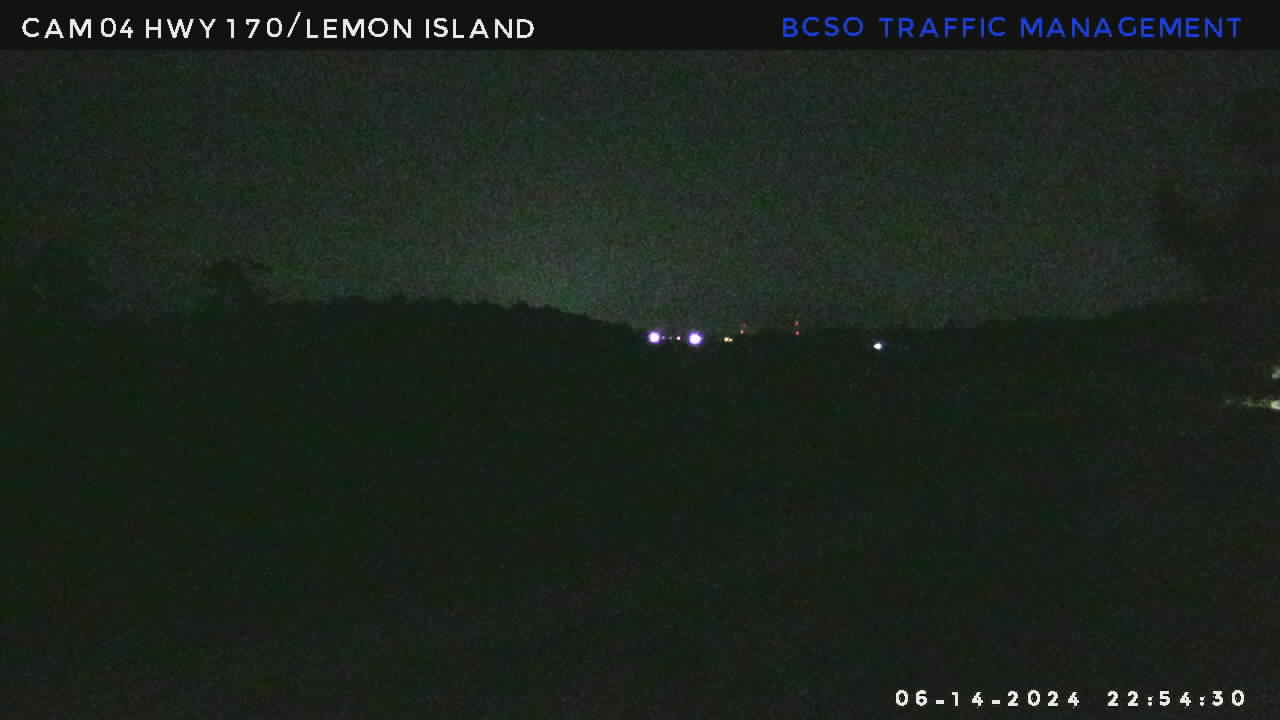 CAM04 HWY 170/LEMON ISLAND
BCSO TRAFFIC MANAGEMENT
06-14-2024 22:54:30